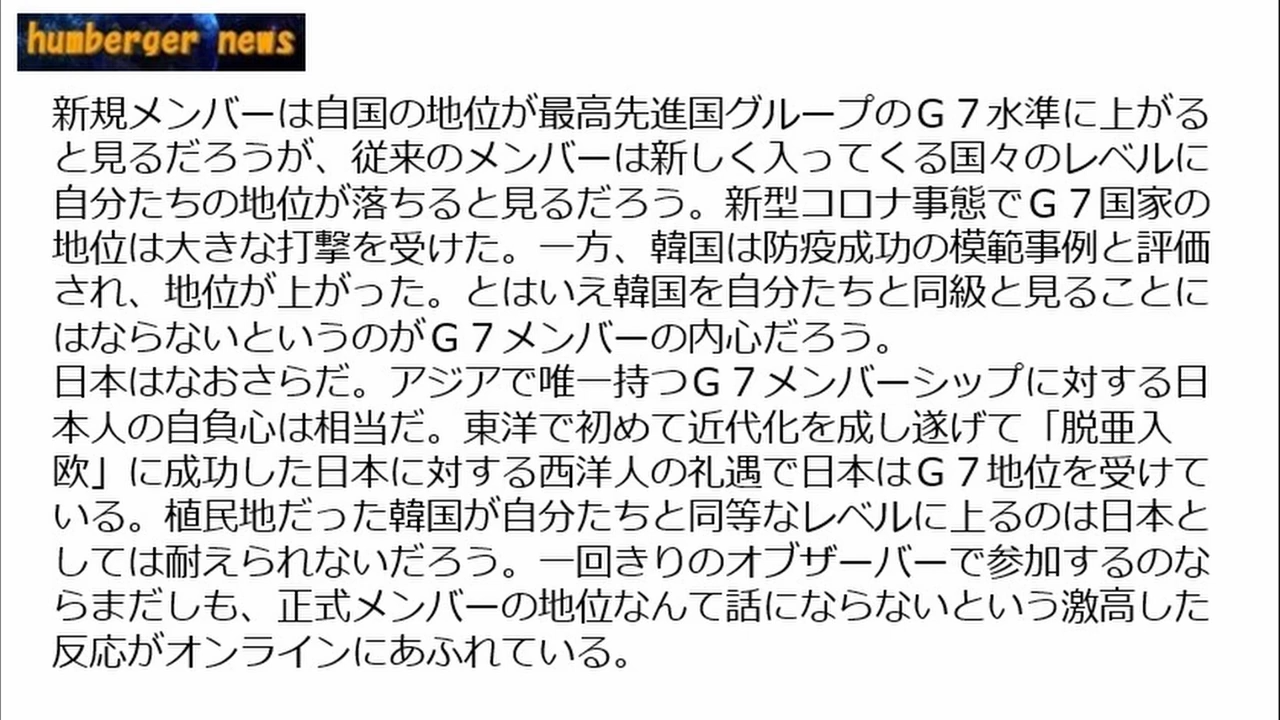 humberger news
新規メンバーは自国の地位が最高先進国グループのＧ７水準に上がる
と見るだろうが、従来のメンバーは新しく入ってくる国々のレベルに
自分たちの地位が落ちると見るだろう。新型コロナ事態でＧ７国家の
地位は大きな打撃を受けた。一方、韓国は防疫成功の模範事例と評価
され、地位が上がった。とはいえ韓国を自分たちと同級と見ることに
はならないというのがＧ７メンバーの内心だろう。
日本はなおさらだ。アジアで唯一持つＧ７メンバーシップに対する日
本人の自負心は相当だ。東洋で初めて近代化を成し遂げて「脱亜入
欧」に成功した日本に対する西洋人の礼遇で日本はＧ７地位を受けて
いる。植民地だった韓国が自分たちと同等なレベルに上るのは日本と
しては耐えられないだろう。一回きりのオブザーバーで参加するのな
らまだしも、正式メンバーの地位なんて話にならないという激高した
反応がオンラインにあふれている。